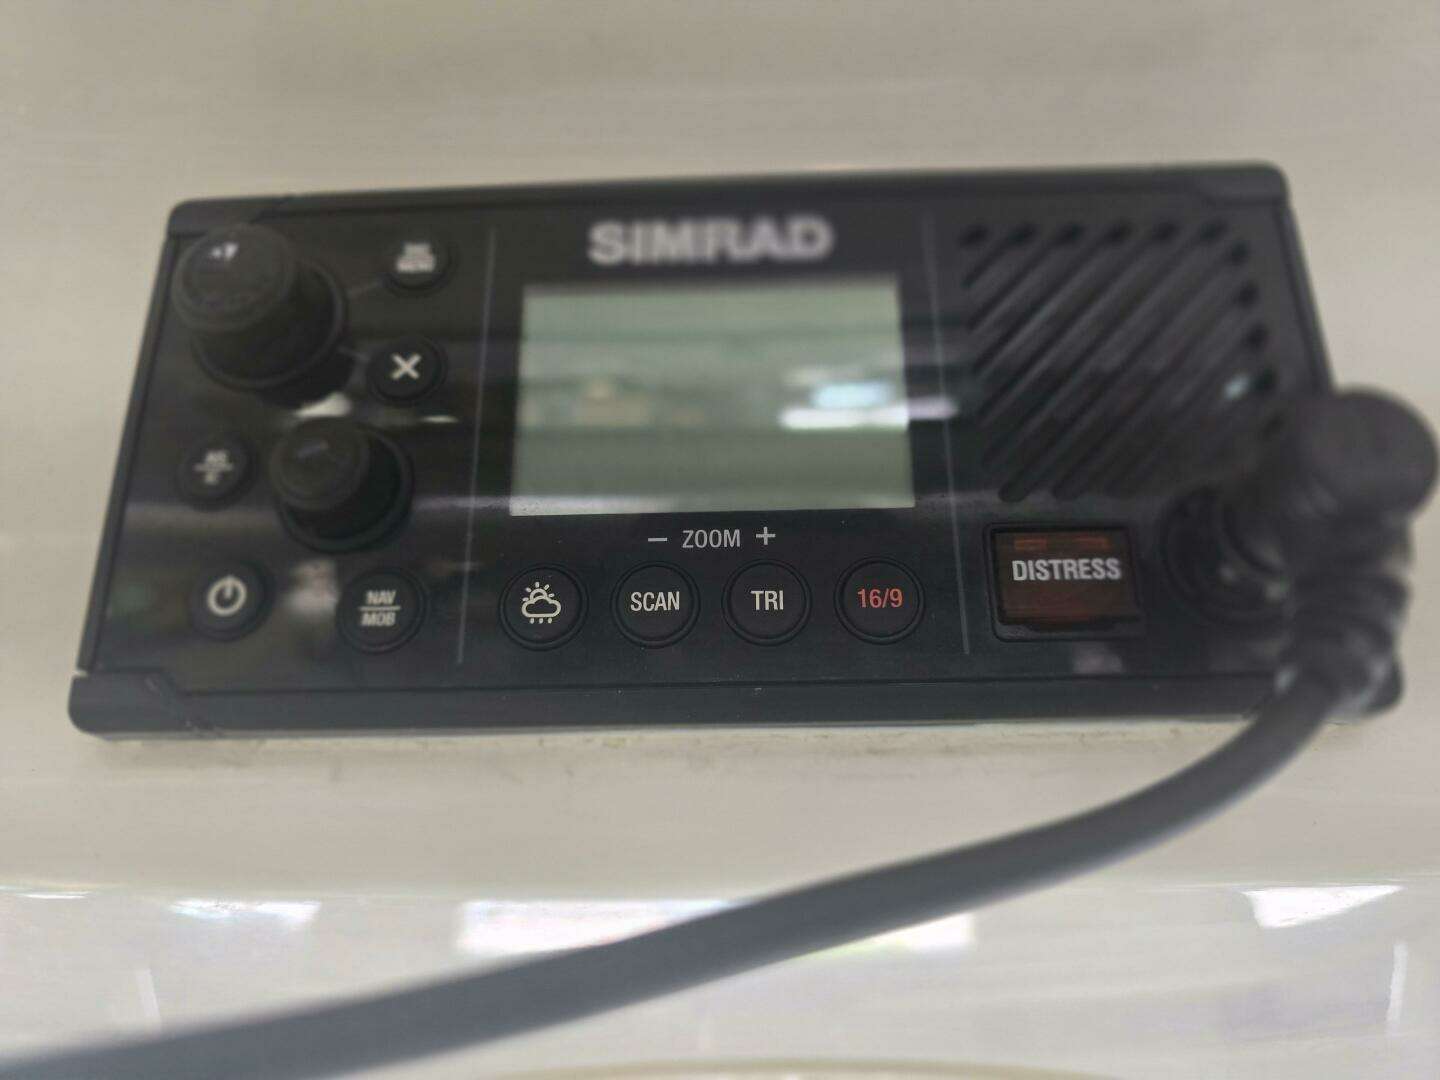 SIMRAD
X
− ZOOM +
NAV
MOB
SCAN
TRI
16/9
DISTRESS